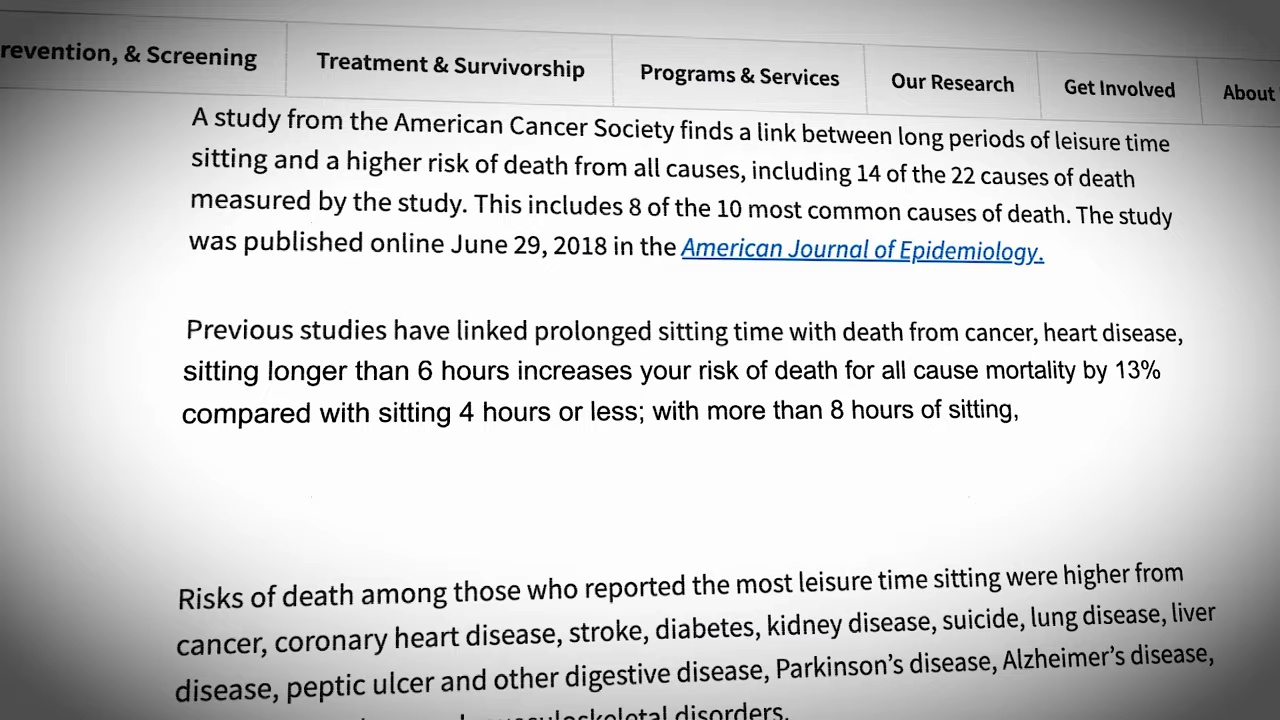 & Screening
Treatment & Survivorship
Programs & Services
Our Research
Get Involved
About
A study from the American Cancer Society finds a link between long periods of leisure time
sitting and a higher risk of death from all causes, including 14 of the 22 causes of death
measured by the study. This includes 8 of the 10 most common causes of death. The study
was published online June 29, 2018 in the American Journal of Epidemiology.
Previous studies have linked prolonged sitting time with death from cancer, heart disease,
sitting longer than 6 hours increases your risk of death for all cause mortality by 13%
compared with sitting 4 hours or less; with more than 8 hours of sitting,
Risks of death among those who reported the most leisure time sitting were higher from
cancer, coronary heart disease, stroke, diabetes, kidney disease, suicide, lung disease, liver
disease, peptic ulcer and other digestive disease, Parkinson's disease, Alzheimer's disease,
disorders.